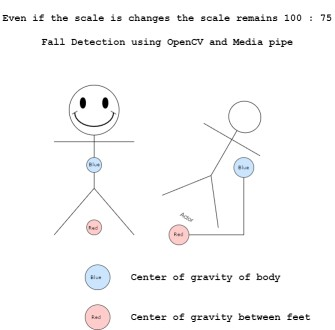 Even if the scale is changes the scale remains 100 : 75
Fall Detection using OpenCV and Media pipe
Blue
Blue
Red
Actor
Red
Blue
Center of gravity of body
Red
Center of gravity between feet